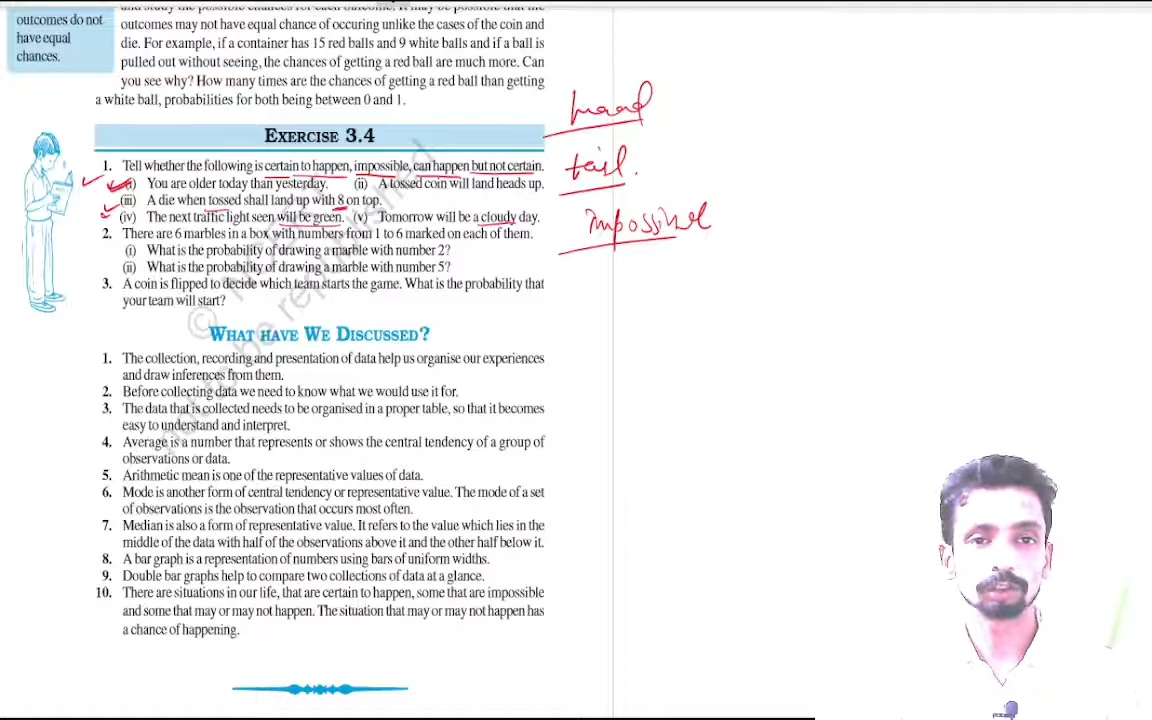 and study the possible chances for each outcome. It may be possible that the
outcomes do not
have equal
chances.
outcomes may not have equal chance of occuring unlike the cases of the coin and
die. For example, if a container has 15 red balls and 9 white balls and if a ball is
pulled out without seeing, the chances of getting a red ball are much more. Can
you see why? How many times are the chances of getting a red ball than getting
a white ball, probabilities for both being between 0 and 1.
EXERCISE 3.4
1. Tell whether the following is certain to happen, impossible, can happen but not certain.
(i) You are older today than yesterday. (ii) A tossed coin will land heads up.
(iii) A die when tossed shall land up with 8 on top.
(iv) The next traffic light seen will be green. (v) Tomorrow will be a cloudy day.
2. There are 6 marbles in a box with numbers from 1 to 6 marked on each of them.
(i) What is the probability of drawing a marble with number 2?
(ii) What is the probability of drawing a marble with number 5?
3. A coin is flipped to decide which team starts the game. What is the probability that
your team will start?
WHAT HAVE WE DISCUSSED?
1. The collection, recording and presentation of data help us organise our experiences
and draw inferences from them.
2. Before collecting data we need to know what we would use it for.
3. The data that is collected needs to be organised in a proper table, so that it becomes
easy to understand and interpret.
4. Average is a number that represents or shows the central tendency of a group of
observations or data.
5. Arithmetic mean is one of the representative values of data.
6. Mode is another form of central tendency or representative value. The mode of a set
of observations is the observation that occurs most often.
7. Median is also a form of representative value. It refers to the value which lies in the
middle of the data with half of the observations above it and the other half below it.
8. A bar graph is a representation of numbers using bars of uniform widths.
9. Double bar graphs help to compare two collections of data at a glance.
10. There are situations in our life, that are certain to happen, some that are impossible
and some that may or may not happen. The situation that may or may not happen has
a chance of happening.
tail.
not to be republished